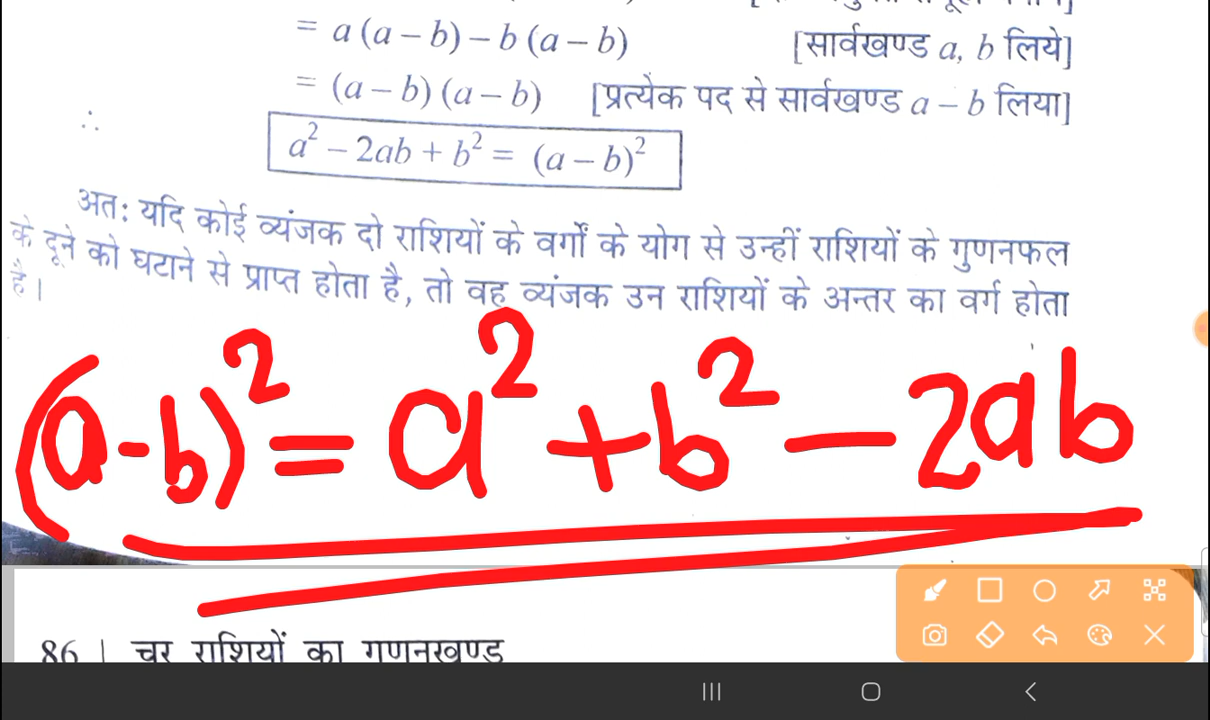 = a (a – b) – b (a – b) [सार्वखण्ड a, b लिये]
= (a – b) (a – b) [प्रत्येक पद से सार्वखण्ड a – b लिया]
∴ a² – 2ab + b² = (a – b)²
अत: यदि कोई व्यंजक दो राशियों के वर्गों के योग से उन्हीं राशियों के गुणनफल
के दूने को घटाने से प्राप्त होता है, तो वह व्यंजक उन राशियों के अन्तर का वर्ग होता
है।
(a-b)² = a² + b² - 2ab
86 | चर राशियों का गुणनखण्ड